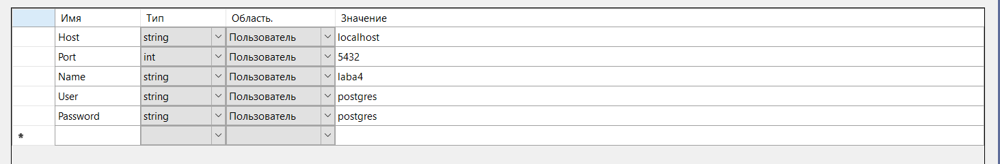 Имя Тип Область. Значение
Host string Пользователь localhost
Port int Пользователь 5432
Name string Пользователь laba4
User string Пользователь postgres
Password string Пользователь postgres
*